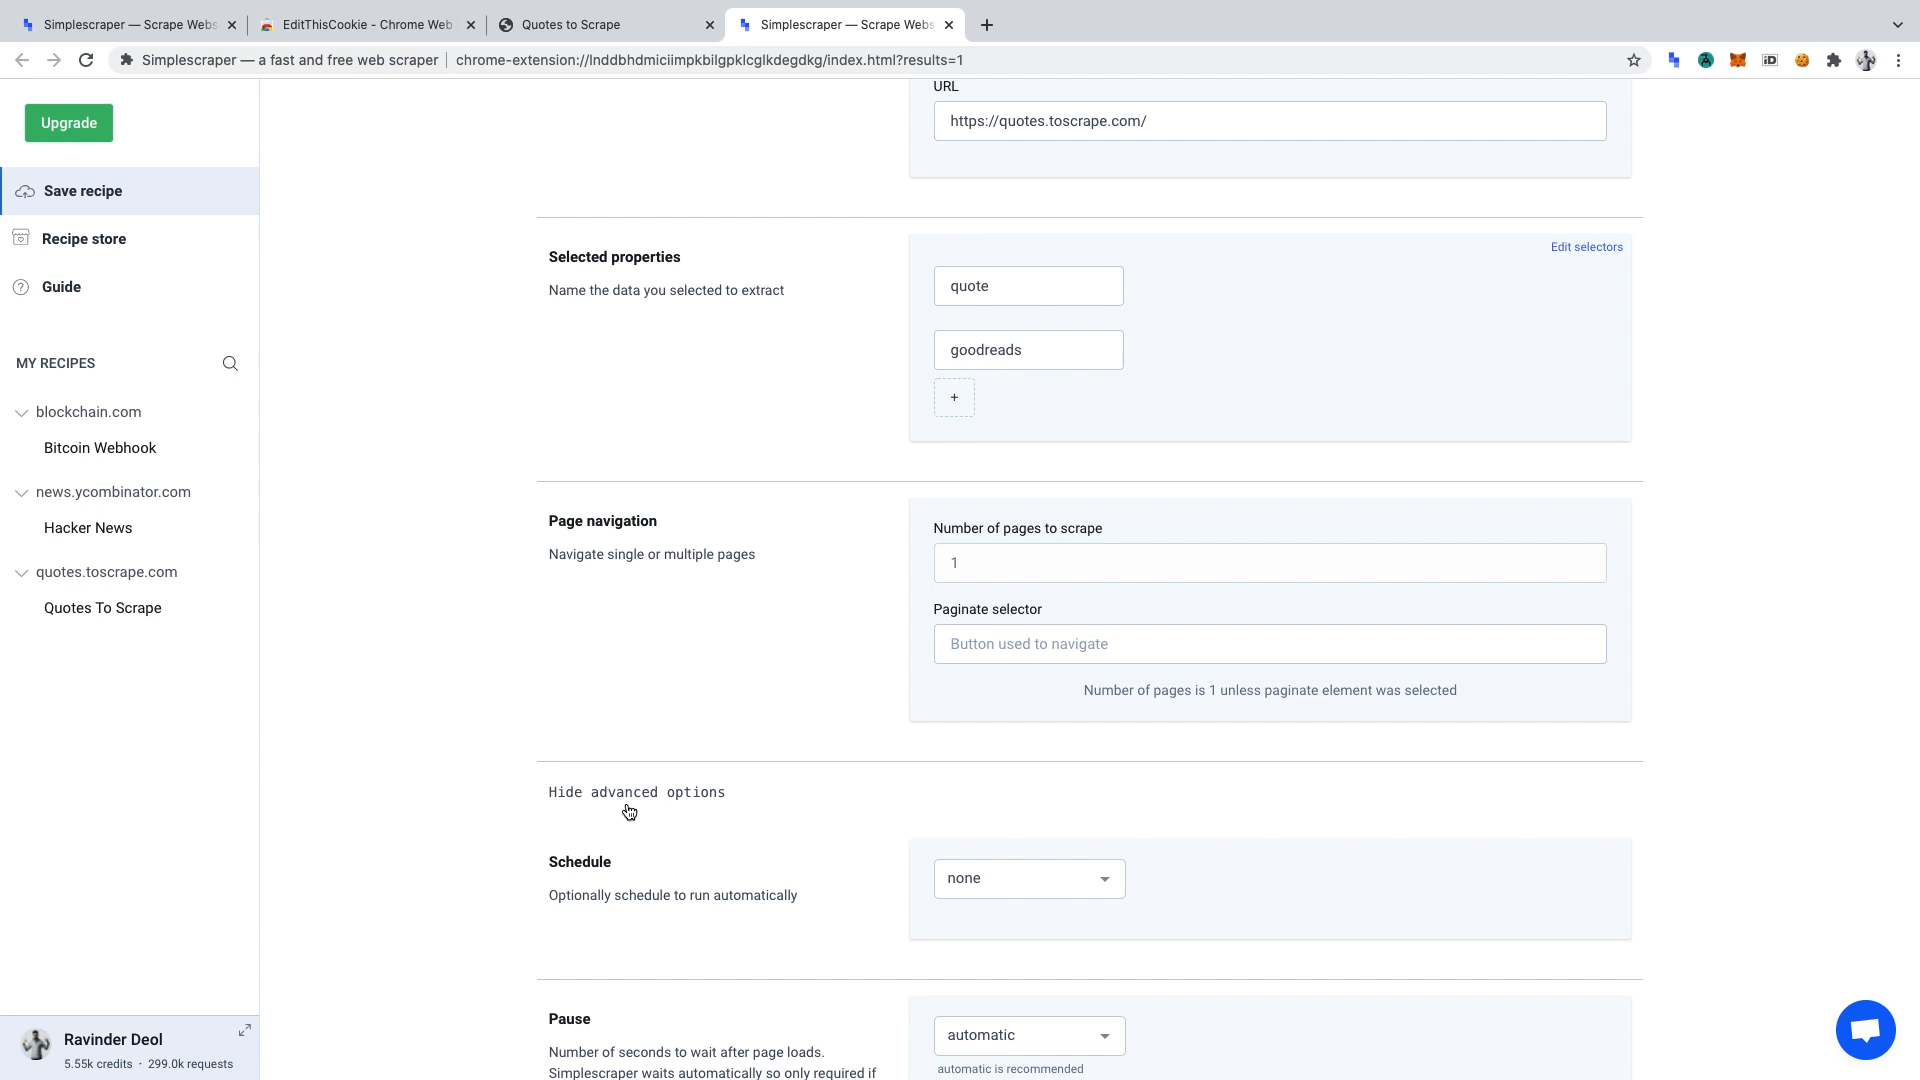 Simplescraper — Scrape Webs
EditThisCookie - Chrome Web
Quotes to Scrape
Simplescraper — Scrape Webs
Simplescraper — a fast and free web scraper
chrome-extension://lnddbhdmiciimpkbilgpklcglkdegdkg/index.html?results=1
Upgrade
Save recipe
Recipe store
Guide
MY RECIPES
blockchain.com
Bitcoin Webhook
news.ycombinator.com
Hacker News
quotes.toscrape.com
Quotes To Scrape
Ravinder Deol
5.55k credits · 299.0k requests
URL
https://quotes.toscrape.com/
Selected properties
Name the data you selected to extract
Edit selectors
quote
goodreads
+
Page navigation
Navigate single or multiple pages
Number of pages to scrape
1
Paginate selector
Button used to navigate
Number of pages is 1 unless paginate element was selected
Hide advanced options
Schedule
Optionally schedule to run automatically
none
Pause
Number of seconds to wait after page loads.
Simplescraper waits automatically so only required if
automatic
automatic is recommended